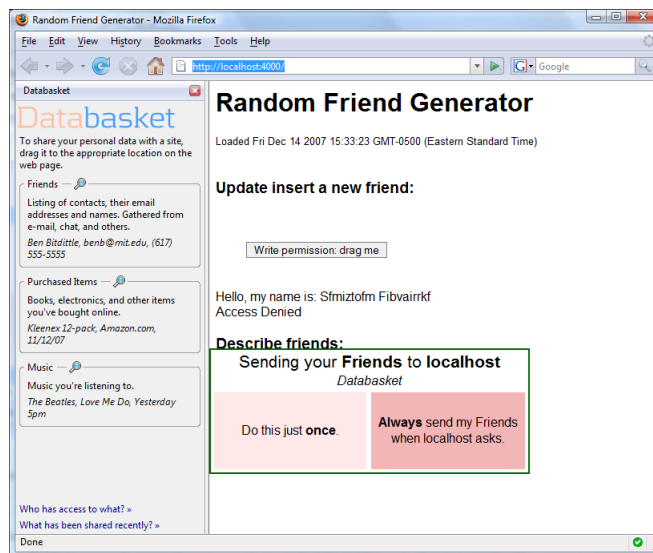 Random Friend Generator - Mozilla Firefox
File Edit View History Bookmarks Tools Help
http://localhost:4000/
G Google
Databasket
Databasket
To share your personal data with a site,
drag it to the appropriate location on the
web page.
Friends
Listing of contacts, their email
addresses and names. Gathered from
e-mail, chat, and others.
Ben Bitdittle, benb@mit.edu, (617)
555-5555
Purchased Items
Books, electronics, and other items
you've bought online.
Kleenex 12-pack, Amazon.com,
11/12/07
Music
Music you're listening to.
The Beatles, Love Me Do, Yesterday
5pm
Who has access to what? »
What has been shared recently? »
Random Friend Generator
Loaded Fri Dec 14 2007 15:33:23 GMT-0500 (Eastern Standard Time)
Update insert a new friend:
Write permission: drag me
Hello, my name is: Sfmiztofm Fibvairrkf
Access Denied
Describe friends:
Sending your Friends to localhost
Databasket
Do this just once.
Always send my Friends
when localhost asks.
Done